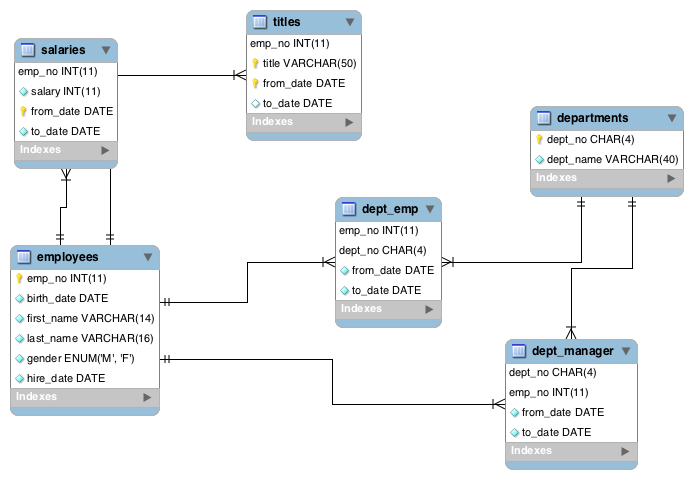 titles
emp_no INT(11)
title VARCHAR(50)
from_date DATE
to_date DATE
Indexes
salaries
emp_no INT(11)
salary INT(11)
from_date DATE
to_date DATE
Indexes
departments
dept_no CHAR(4)
dept_name VARCHAR(40)
Indexes
dept_emp
emp_no INT(11)
dept_no CHAR(4)
from_date DATE
to_date DATE
Indexes
employees
emp_no INT(11)
birth_date DATE
first_name VARCHAR(14)
last_name VARCHAR(16)
gender ENUM('M', 'F')
hire_date DATE
Indexes
dept_manager
dept_no CHAR(4)
emp_no INT(11)
from_date DATE
to_date DATE
Indexes